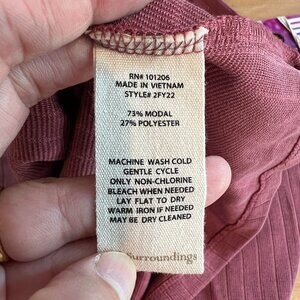 RN# 101206
MADE IN VIETNAM
STYLE# 2FY22
73% MODAL
27% POLYESTER
MACHINE WASH COLD
GENTLE CYCLE
ONLY NON-CHLORINE
BLEACH WHEN NEEDED
LAY FLAT TO DRY
WARM IRON IF NEEDED
MAY BE DRY CLEANED
Surroundings